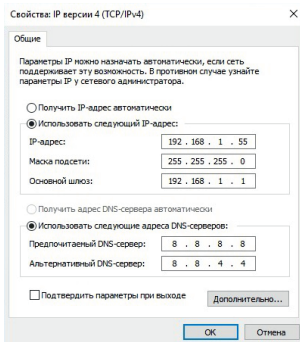 Свойства: IP версии 4 (TCP/IPv4)
Общие
Параметры IP можно назначать автоматически, если сеть
поддерживает эту возможность. В противном случае узнайте
параметры IP у сетевого администратора.
Получить IP-адрес автоматически
Использовать следующий IP-адрес:
IP-адрес: 192 . 168 . 1 . 55
Маска подсети: 255 . 255 . 255 . 0
Основной шлюз: 192 . 168 . 1 . 1
Получить адрес DNS-сервера автоматически
Использовать следующие адреса DNS-серверов:
Предпочитаемый DNS-сервер: 8 . 8 . 8 . 8
Альтернативный DNS-сервер: 8 . 8 . 4 . 4
Подтвердить параметры при выходе
Дополнительно...
ОК Отмена